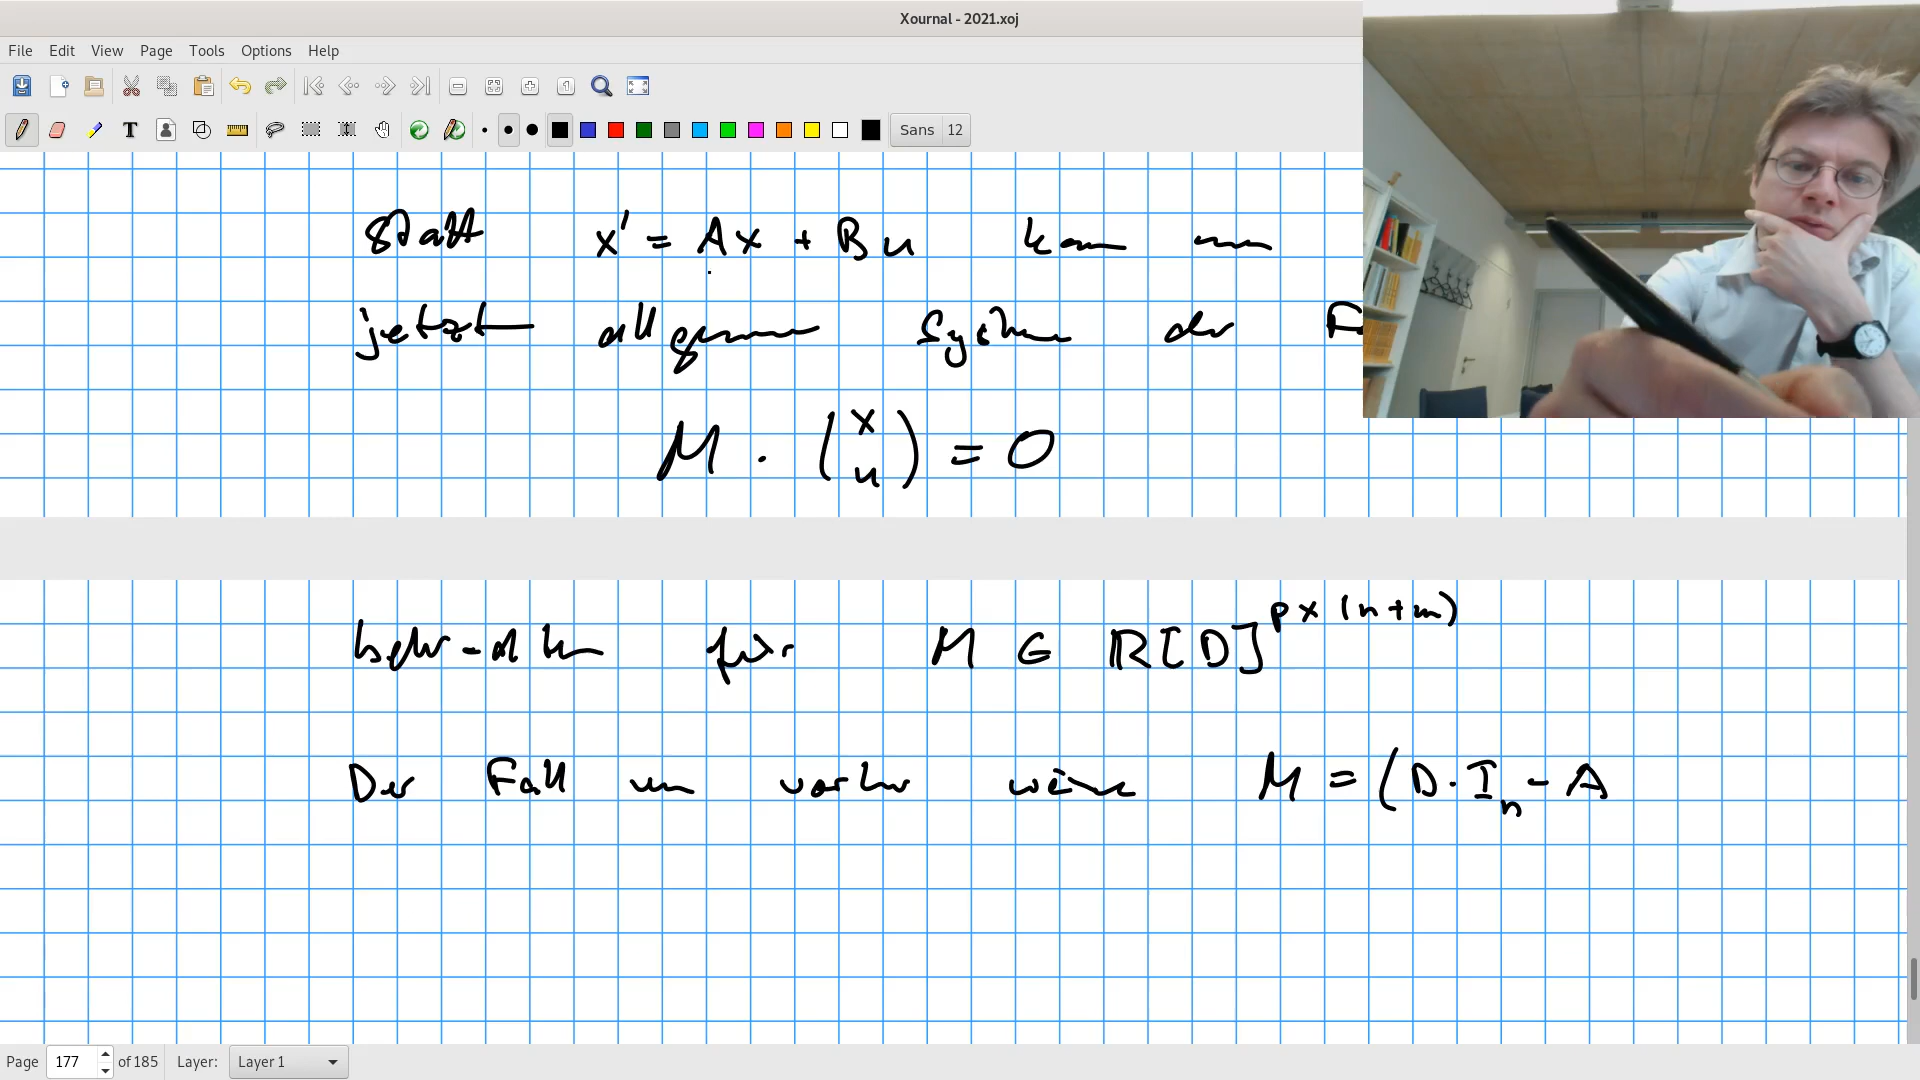 Xournal - 2021.xoj
File Edit View Page Tools Options Help
Sans 12
statt x' = Ax + Bu kann man
jetzt allgemeine Systeme der F
M · (x u) = 0
betrachten für M ∈ ℝ[D]^{p×(n+m)}
Der Fall von vorher wäre M = (D · I_n - A
Page 177 of 185 Layer: Layer 1